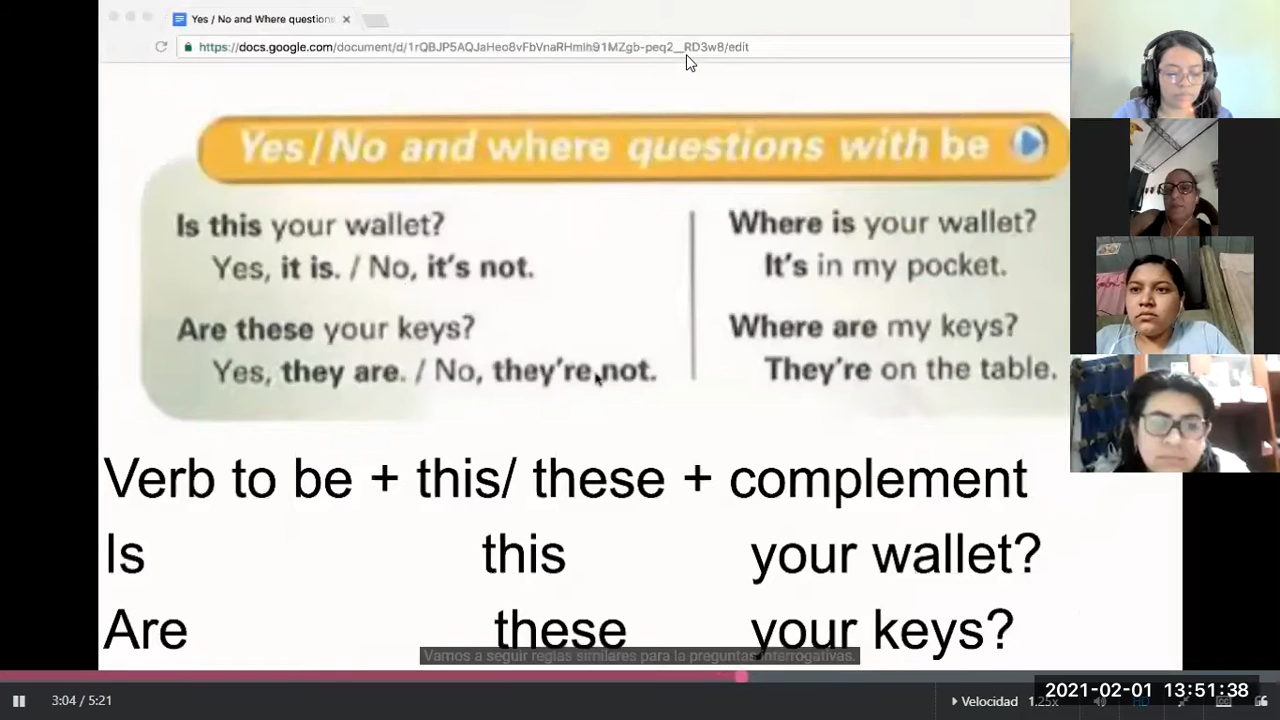 Yes / No and Where questions
https://docs.google.com/document/d/1rQBJP5AQJaHeo8vFbVnaRHmIh91MZgb-peq2__RD3w8/edit
Yes/No and where questions with be
Is this your wallet?
Yes, it is. / No, it's not.
Are these your keys?
Yes, they are. / No, they're not.
Where is your wallet?
It's in my pocket.
Where are my keys?
They're on the table.
Verb to be + this/ these + complement
Is this your wallet?
Are these your keys?
Vamos a seguir reglas similares para la preguntas interrogativas.
3:04 / 5:21
Velocidad 1.25x HD
2021-02-01 13:51:38